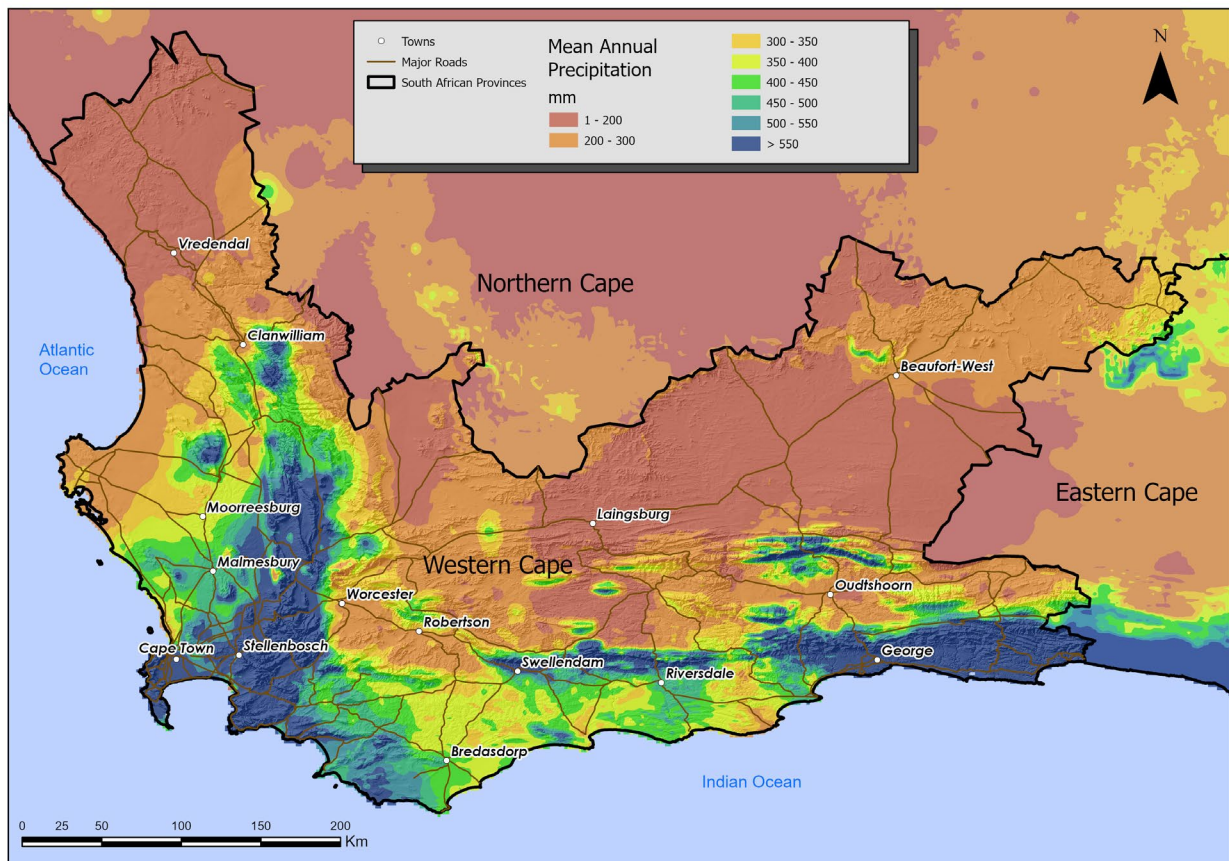 Towns
Major Roads
South African Provinces
Mean Annual
Precipitation
mm
1 - 200
200 - 300
300 - 350
350 - 400
400 - 450
450 - 500
500 - 550
> 550
N
Vredendal
Northern Cape
Clanwilliam
Atlantic
Ocean
Beaufort-West
Eastern Cape
Moorreesburg
Laingsburg
Malmesbury
Western Cape
Oudtshoorn
Worcester
Robertson
Cape Town
Stellenbosch
George
Swellendam
Riversdale
Bredasdorp
Indian Ocean
0 25 50 100 150 200
Km